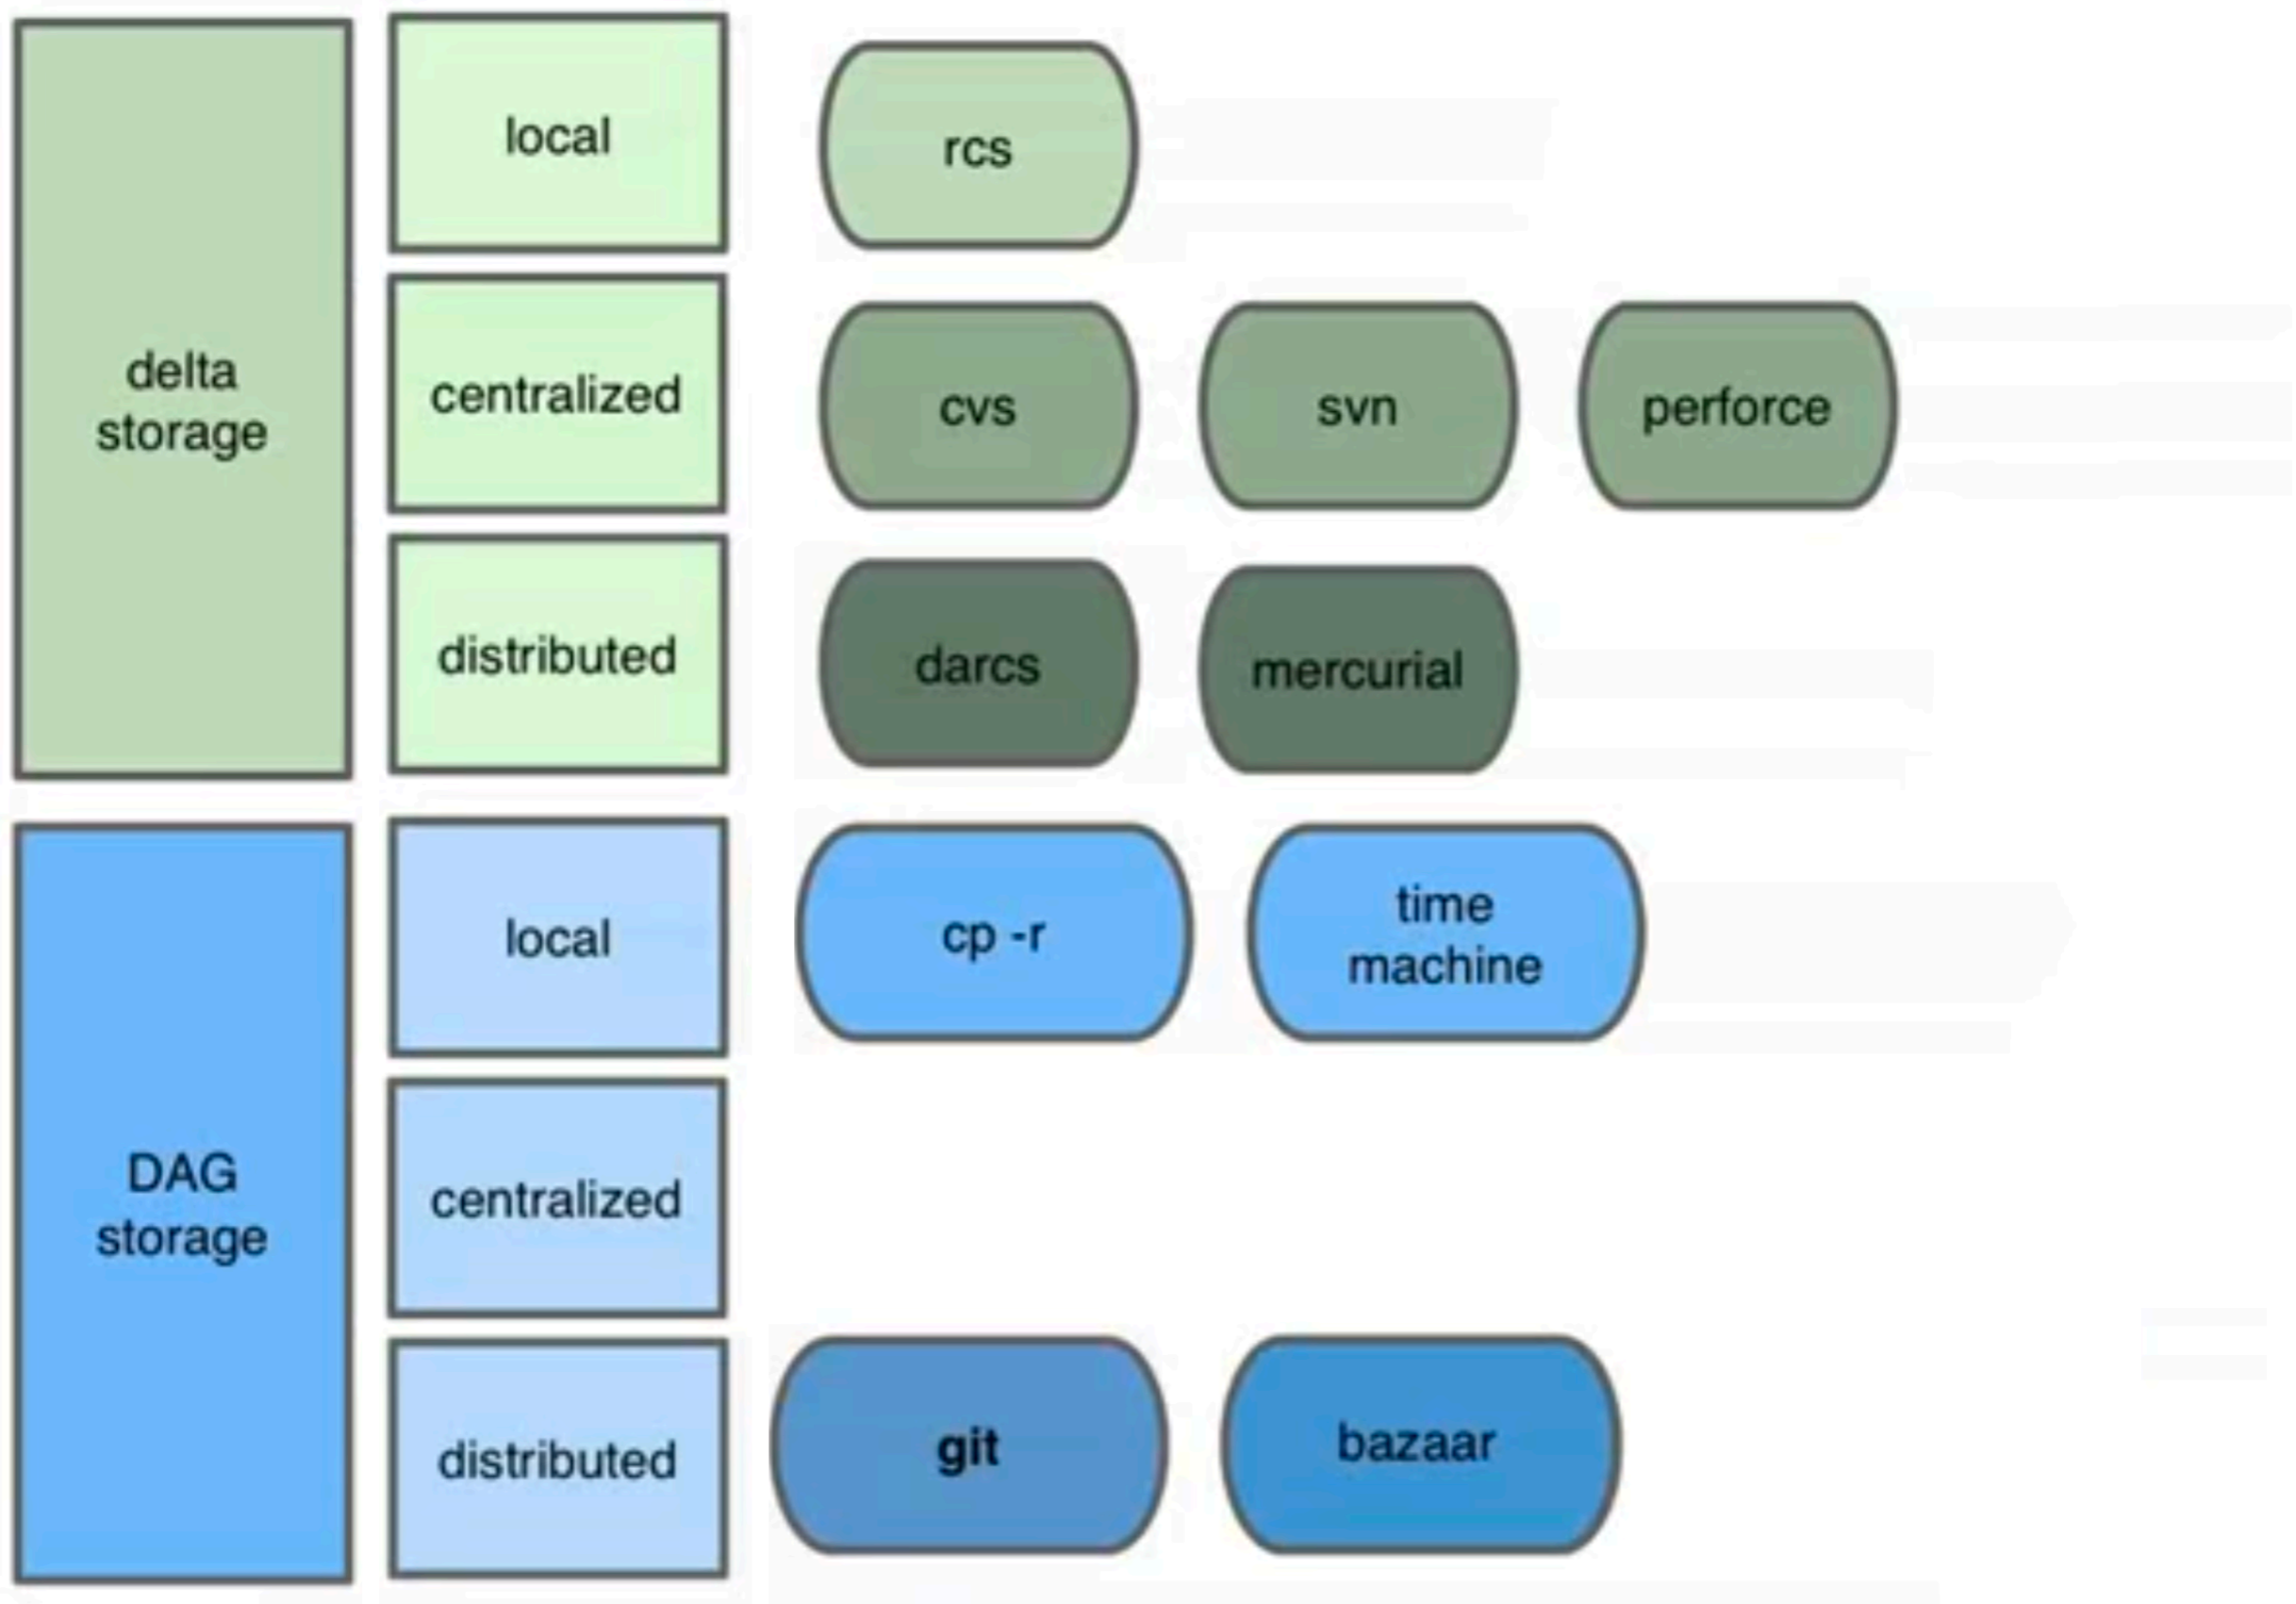 delta
storage
local
rcs
centralized
cvs
svn
perforce
distributed
darcs
mercurial
DAG
storage
local
cp -r
time
machine
centralized
distributed
git
bazaar